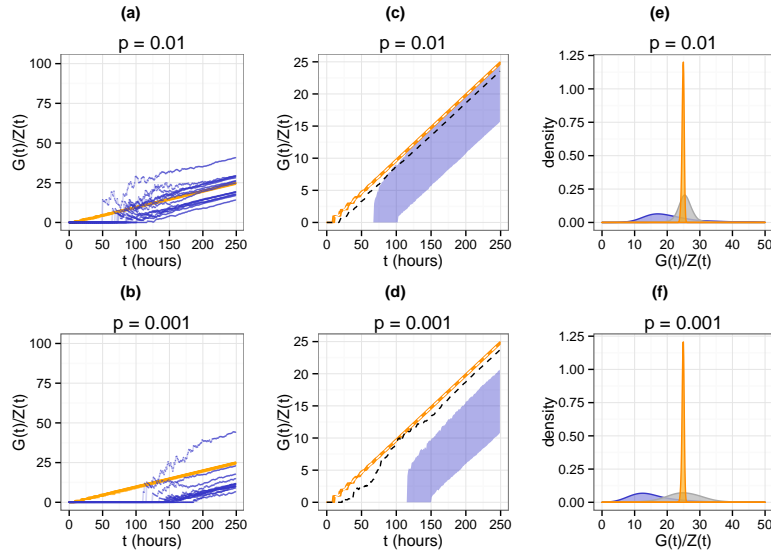 (a)
p = 0.01
G(t)/Z(t)
100
75
50
25
0
0 50 100 150 200 250
t (hours)
(c)
p = 0.01
G(t)/Z(t)
25
20
15
10
5
0
0 50 100 150 200 250
t (hours)
(e)
p = 0.01
density
1.25
1.00
0.75
0.50
0.25
0.00
0 10 20 30 40 50
G(t)/Z(t)
(b)
p = 0.001
G(t)/Z(t)
100
75
50
25
0
0 50 100 150 200 250
t (hours)
(d)
p = 0.001
G(t)/Z(t)
25
20
15
10
5
0
0 50 100 150 200 250
t (hours)
(f)
p = 0.001
density
1.25
1.00
0.75
0.50
0.25
0.00
0 10 20 30 40 50
G(t)/Z(t)